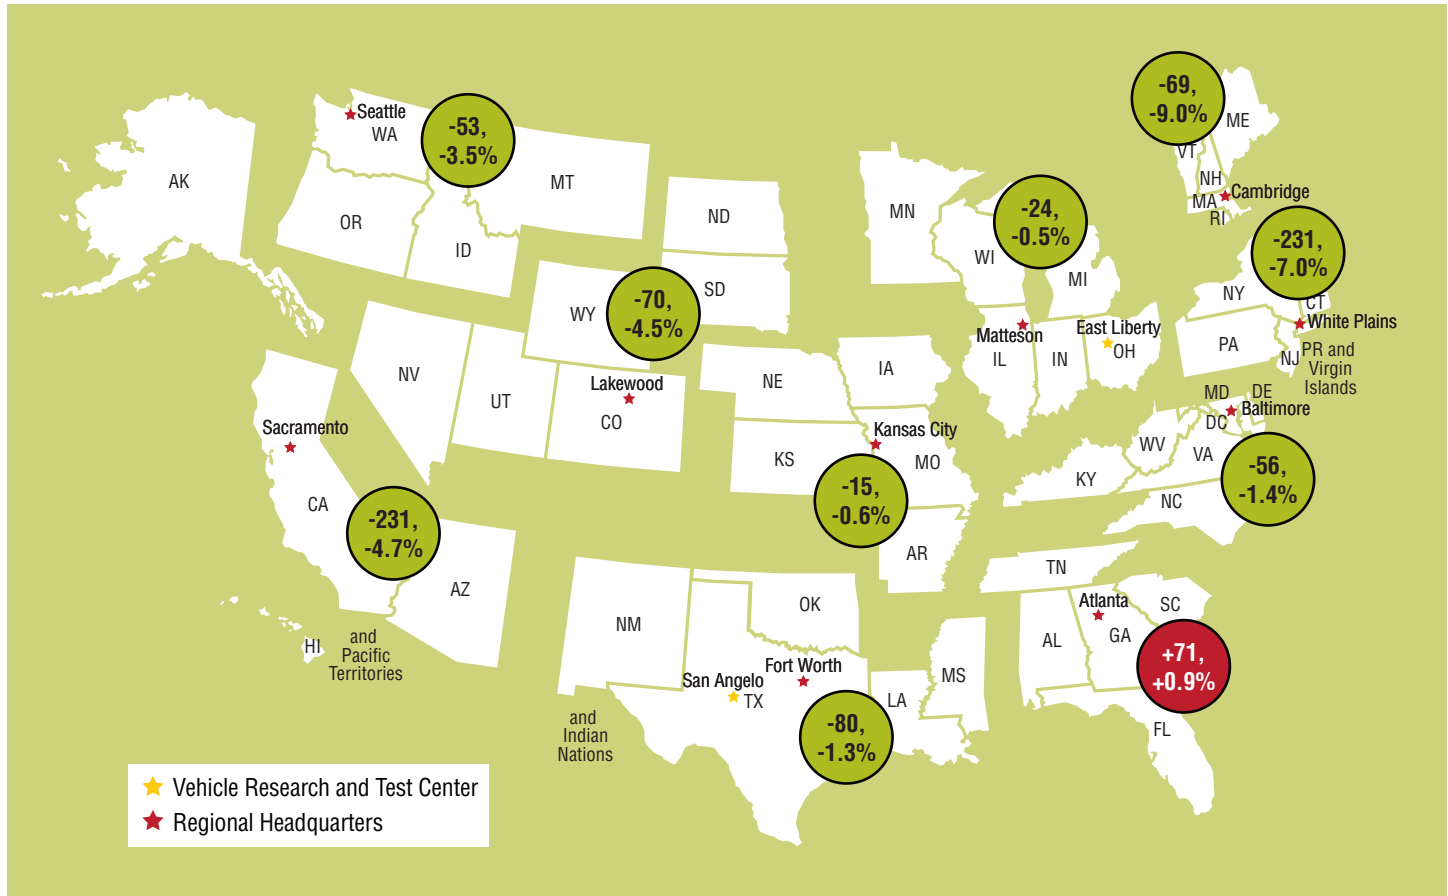 AK
Seattle
WA
-53,
-3.5%
MT
OR
ID
ND
SD
WY
-70,
-4.5%
MN
WI
-24,
-0.5%
MI
-69,
-9.0%
ME
VT
NH
Cambridge
MA
RI
-231,
-7.0%
NY
CT
White Plains
PA
NJ
PR and
Virgin
Islands
Matteson
IL
IN
East Liberty
OH
NV
UT
Lakewood
CO
NE
IA
Sacramento
CA
-231,
-4.7%
AZ
HI
and
Pacific
Territories
KS
Kansas City
MO
-15,
-0.6%
AR
MD
DE
Baltimore
DC
WV
VA
KY
NC
-56,
-1.4%
TN
Atlanta
SC
AL
GA
+71,
+0.9%
FL
NM
OK
San Angelo
Fort Worth
TX
LA
MS
-80,
-1.3%
and
Indian
Nations
Vehicle Research and Test Center
Regional Headquarters